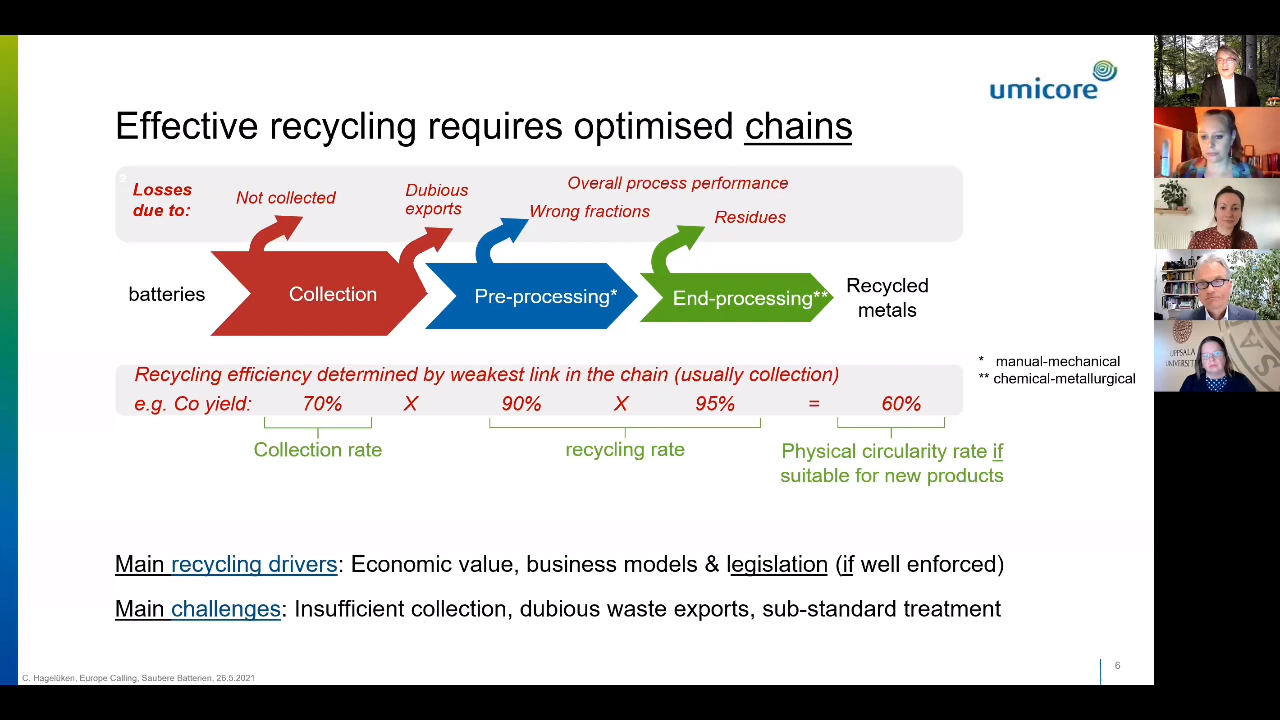 umicore
Effective recycling requires optimised chains
2
Losses
due to:
Not collected
Dubious
exports
Overall process performance
Wrong fractions
Residues
batteries
Collection
Pre-processing*
End-processing**
Recycled
metals
* manual-mechanical
** chemical-metallurgical
Recycling efficiency determined by weakest link in the chain (usually collection)
e.g. Co yield: 70% X 90% X 95% = 60%
Collection rate
recycling rate
Physical circularity rate if
suitable for new products
Main recycling drivers: Economic value, business models & legislation (if well enforced)
Main challenges: Insufficient collection, dubious waste exports, sub-standard treatment
6
C. Hagelüken, Europe Calling, Saubere Batterien, 26.5.2021
UPPSALA
UNIVERSITET